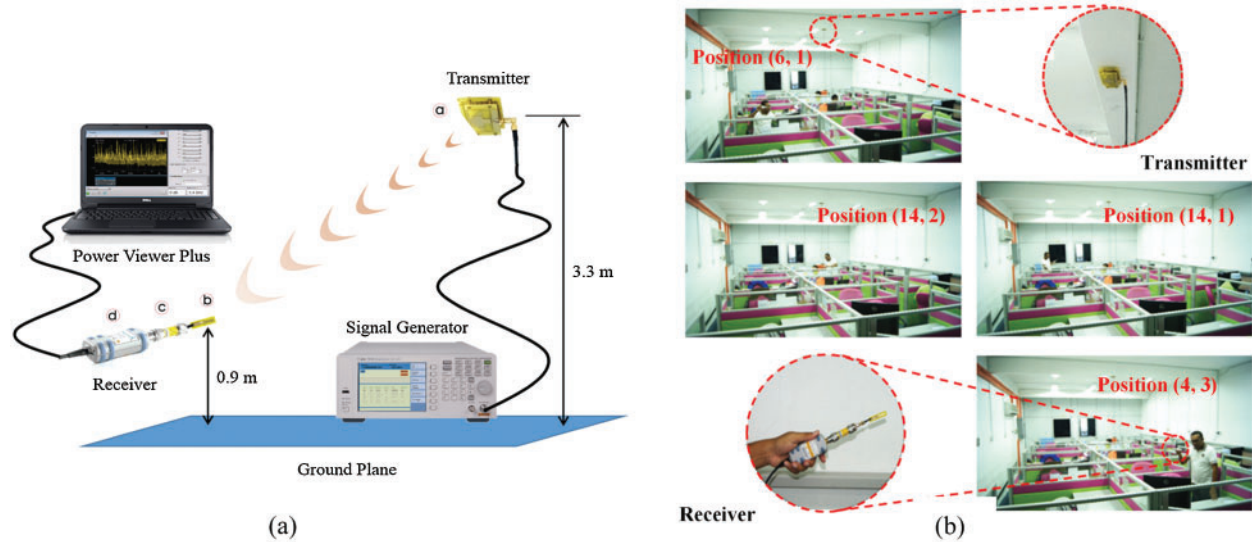 Transmitter
a
Power Viewer Plus
3.3 m
d
c
b
Signal Generator
Receiver
0.9 m
Ground Plane
(a)
Position (6, 1)
Transmitter
Position (14, 2)
Position (14, 1)
Position (4, 3)
Receiver
(b)